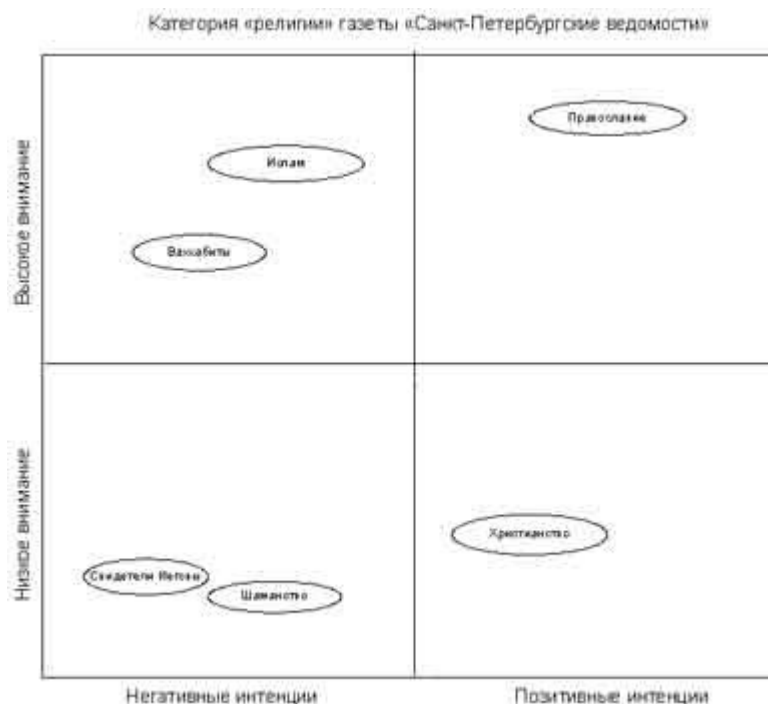 Категория «религии» газеты «Санкт-Петербургские ведомости»
Высокое внимание
Православие
Ислам
Ваххабиты
Низкое внимание
Христианство
Свидетели Иеговы
Шаманство
Негативные интенции
Позитивные интенции